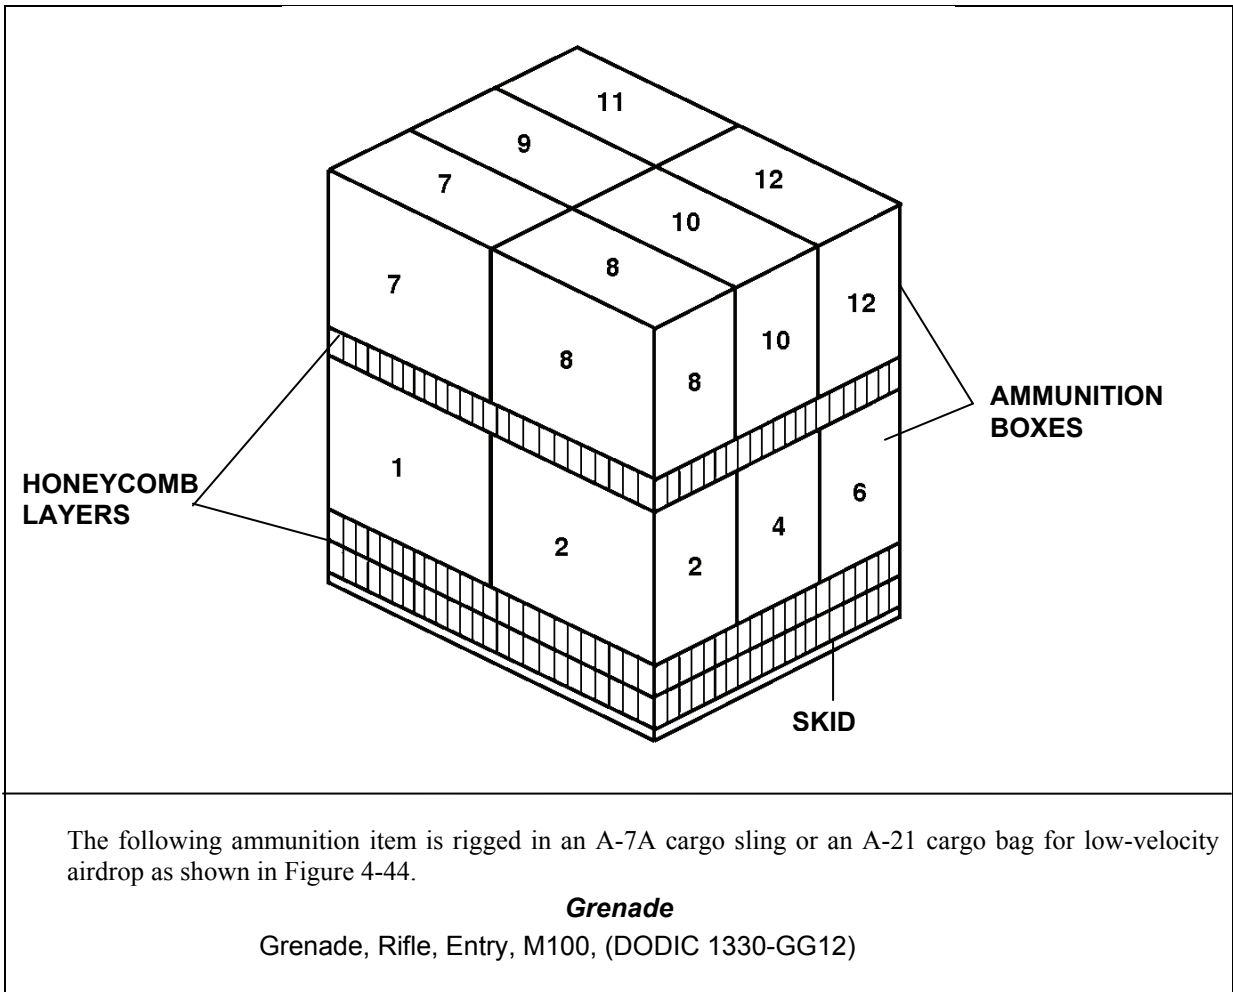 11
9
12
7
10
8
7
12
10
8
8
AMMUNITION
BOXES
1
6
HONEYCOMB
LAYERS
4
2
2
SKID
The following ammunition item is rigged in an A-7A cargo sling or an A-21 cargo bag for low-velocity
airdrop as shown in Figure 4-44.
Grenade
Grenade, Rifle, Entry, M100, (DODIC 1330-GG12)